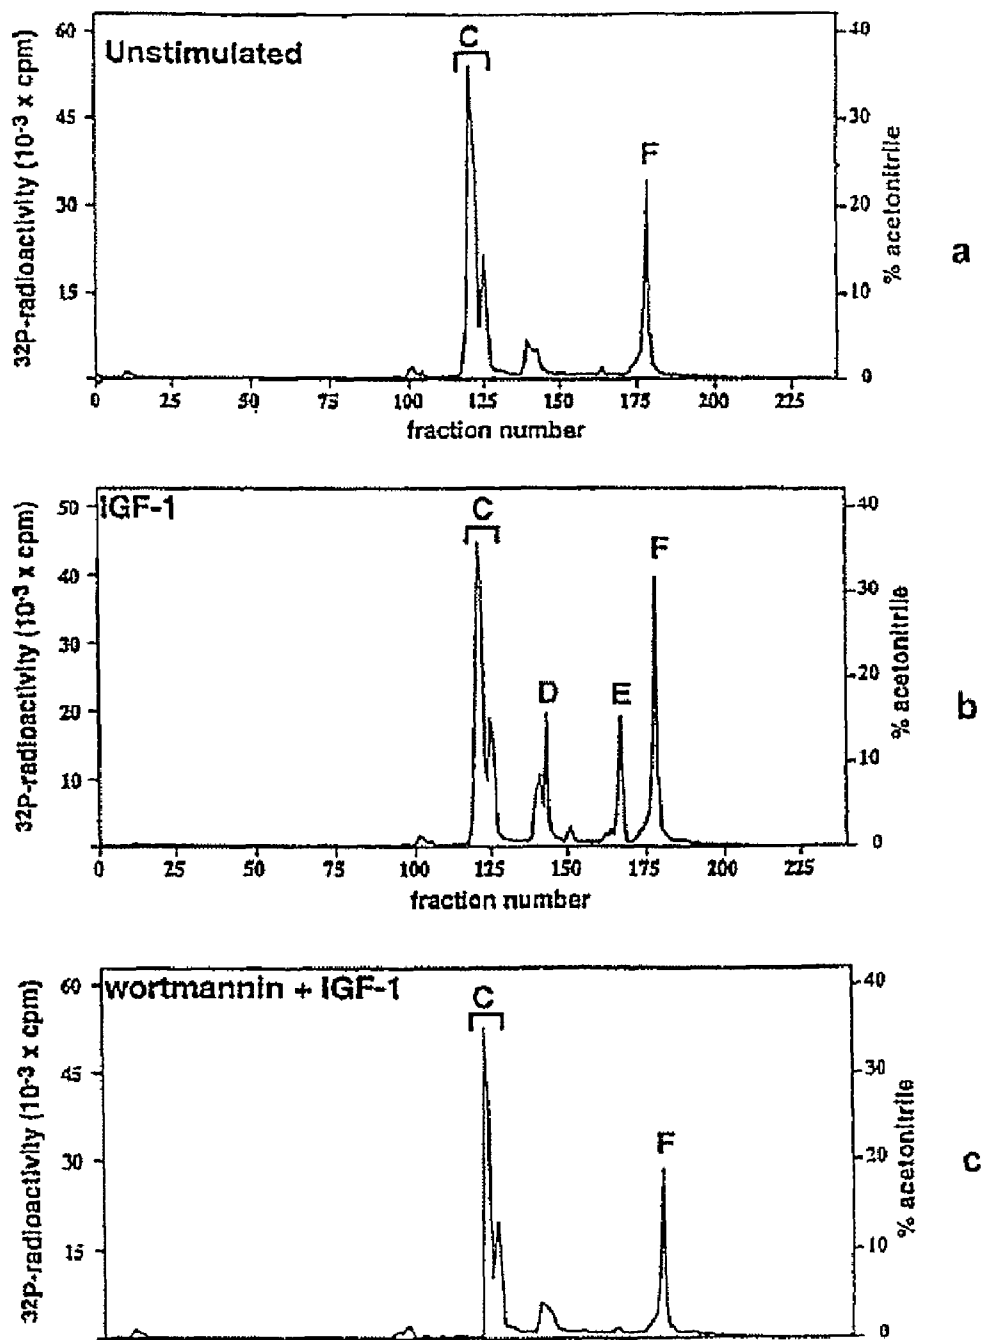 Unstimulated
C
F
32P-radioactivity (10-3 x cpm)
60
45
30
15
40
30
20
10
0
% acetonitrile
0 25 50 75 100 125 150 175 200 225
fraction number
a
IGF-1
C
D
E
F
32P-radioactivity (10-3 x cpm)
50
40
30
20
10
40
30
20
10
0
% acetonitrile
0 25 50 75 100 125 150 175 200 225
fraction number
b
wortmannin + IGF-1
C
F
32P-radioactivity (10-3 x cpm)
60
45
30
15
40
30
20
10
0
% acetonitrile
c